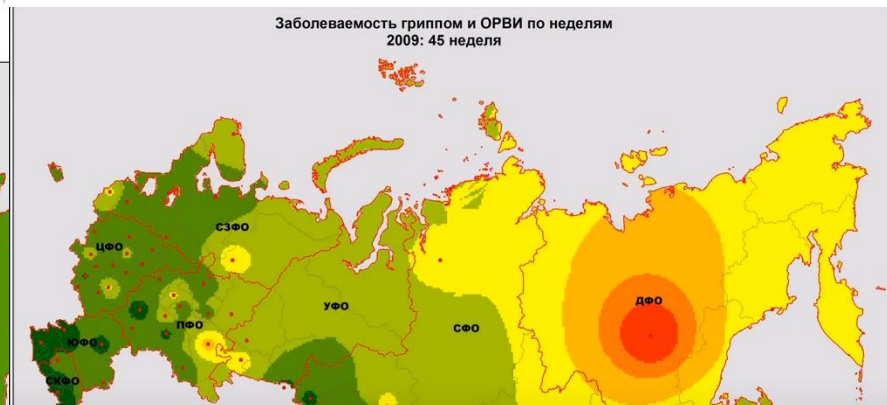 Заболеваемость гриппом и ОРВИ по неделям
2009: 45 неделя
СЗФО
ЦФО
ДФО
УФО
ПФО
СФО
ЮФО
СКФО